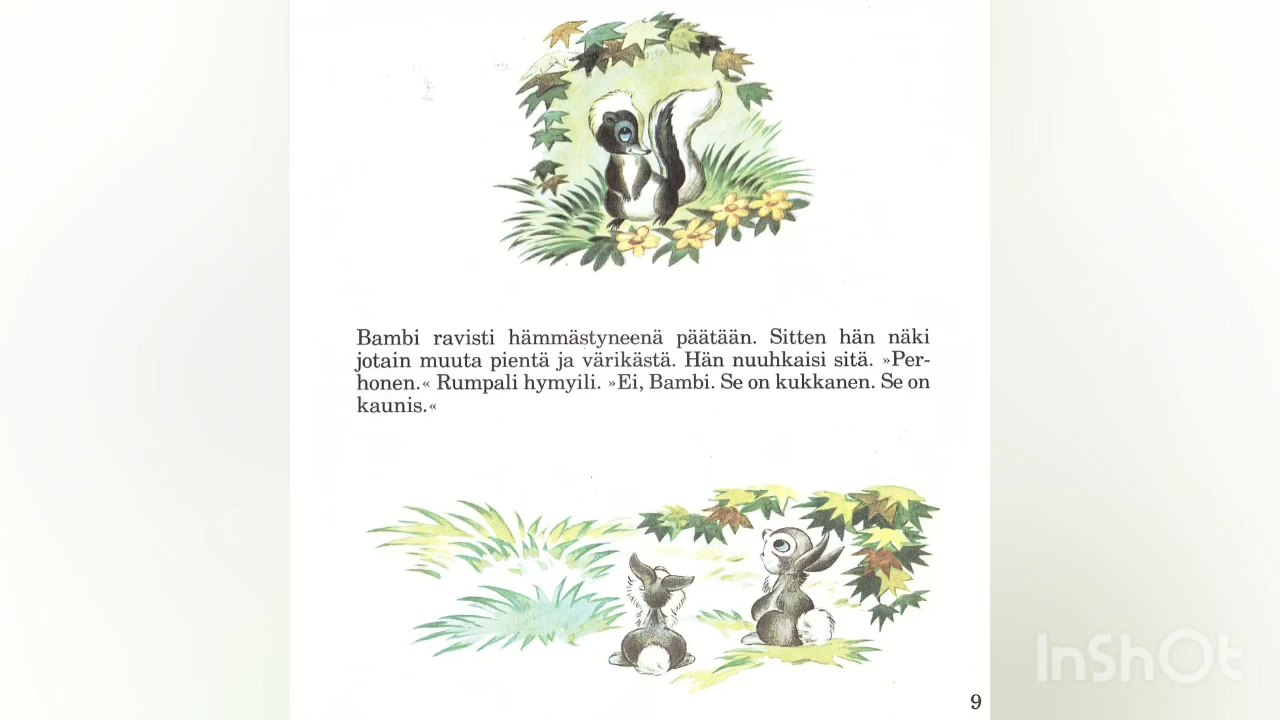 Bambi ravisti hämmästyneenä päätään. Sitten hän näki
jotain muuta pientä ja värikästä. Hän nuuhkaisi sitä. »Per-
honen.« Rumpali hymyili. »Ei, Bambi. Se on kukkanen. Se on
kaunis.«
9
InShOt